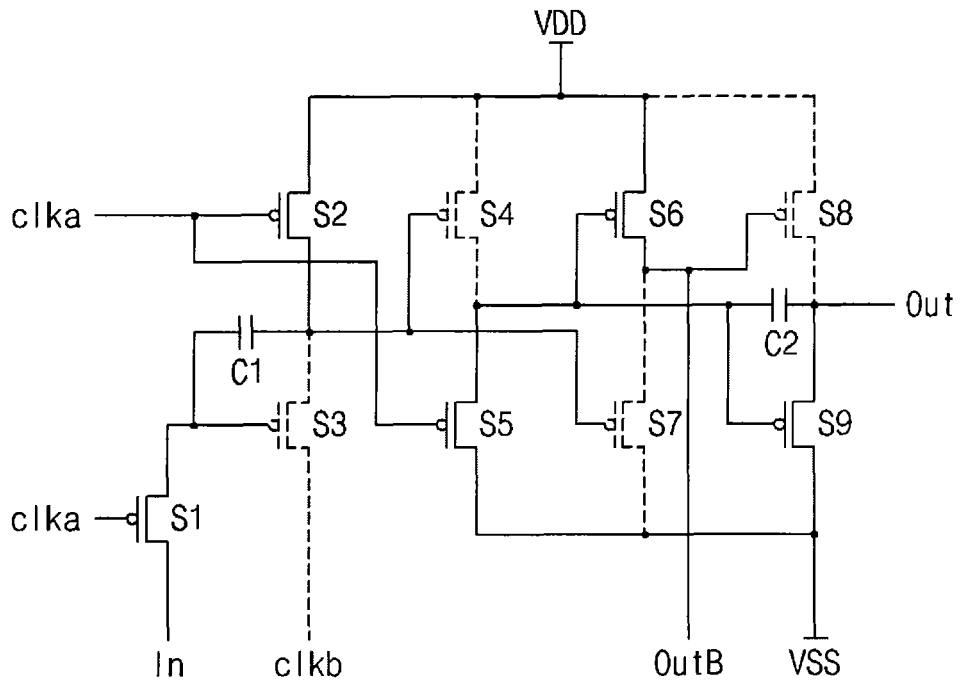 VDD
clka
S2
S4
S6
S8
Out
C1
C2
S3
S5
S7
S9
clka
S1
In
clkb
OutB
VSS